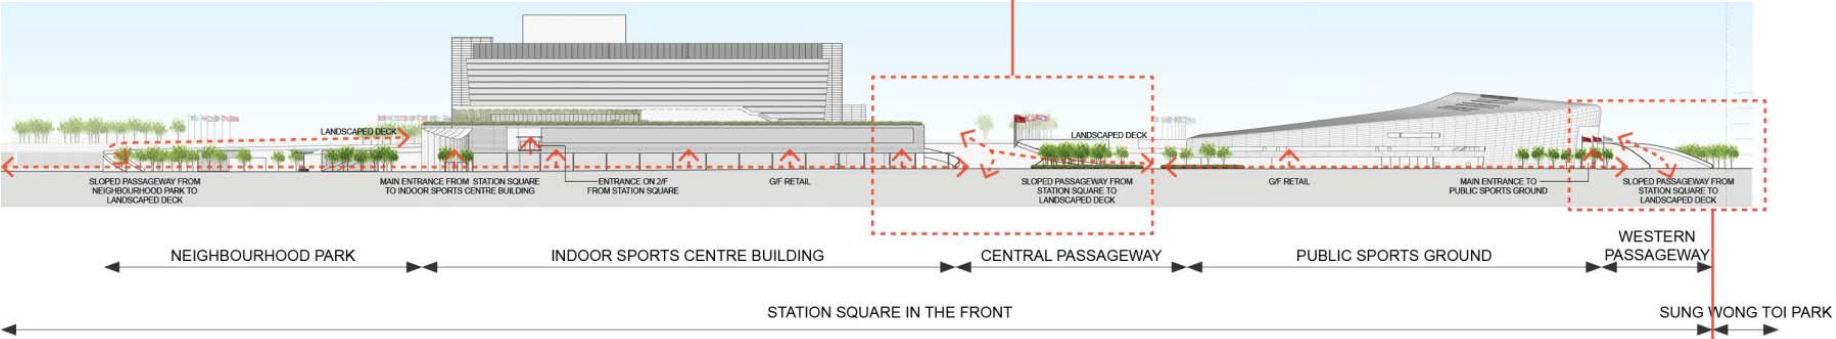 LANDSCAPED DECK
LANDSCAPED DECK
SLOPED PASSAGEWAY FROM
NEIGHBOURHOOD PARK TO
LANDSCAPED DECK
MAIN ENTRANCE FROM STATION SQUARE
TO INDOOR SPORTS CENTRE BUILDING
ENTRANCE ON 2/F
FROM STATION SQUARE
G/F RETAIL
SLOPED PASSAGEWAY FROM
STATION SQUARE TO
LANDSCAPED DECK
G/F RETAIL
MAIN ENTRANCE TO
PUBLIC SPORTS GROUND
SLOPED PASSAGEWAY FROM
STATION SQUARE TO
LANDSCAPED DECK
NEIGHBOURHOOD PARK
INDOOR SPORTS CENTRE BUILDING
CENTRAL PASSAGEWAY
PUBLIC SPORTS GROUND
WESTERN
PASSAGEWAY
STATION SQUARE IN THE FRONT
SUNG WONG TOI PARK